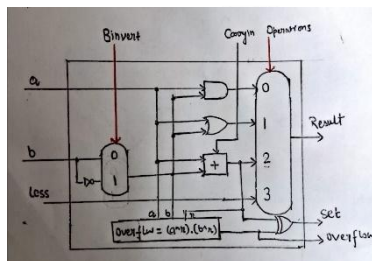 Binvert
CarryIn Operations
a
0
1
Result
b
0
1
+
2
Less
3
a b r
Set
Overflow = (a^r).(b^r)
Overflow